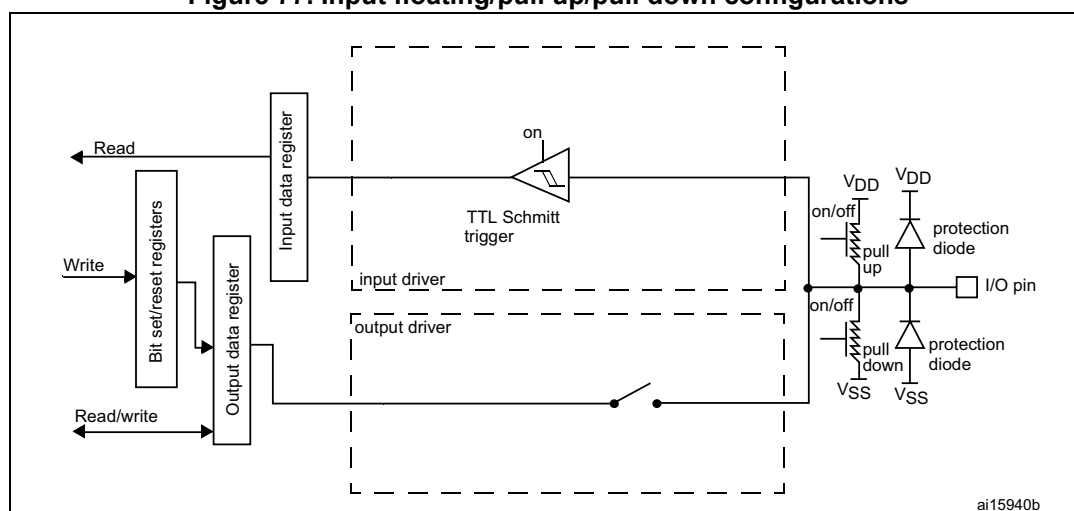 Figure 77. Input floating/pull up/pull down configurations
Read
Bit set/reset registers
Write
Read/write
Output data register
Input data register
on
TTL Schmitt
trigger
input driver
output driver
VDD
on/off
pull
up
VDD
protection
diode
I/O pin
on/off
pull
down
VSS
protection
diode
VSS
ai15940b